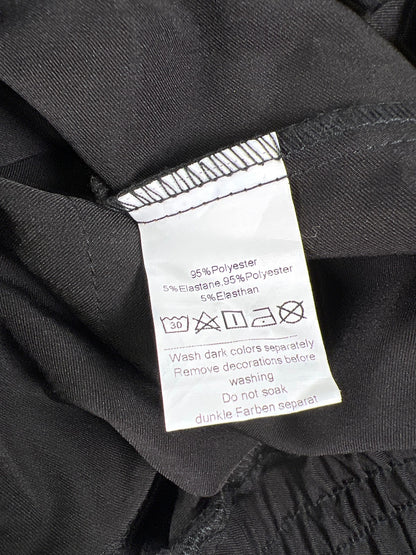 95%Polyester
5%Elastane.95%Polyester
5%Elasthan
30
Wash dark colors separately
Remove decorations before
washing
Do not soak
dunkle Farben separat